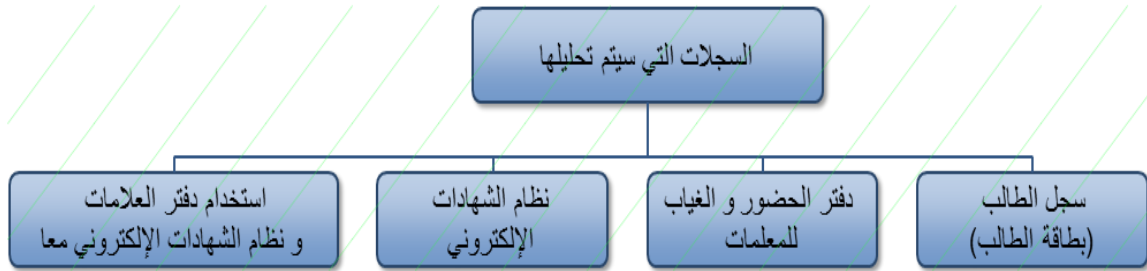 السجلات التي سيتم تحليلها
سجل الطالب
(بطاقة الطالب)
دفتر الحضور و الغياب
للمعلمات
نظام الشهادات
الإلكتروني
استخدام دفتر العلامات
و نظام الشهادات الإلكتروني معا